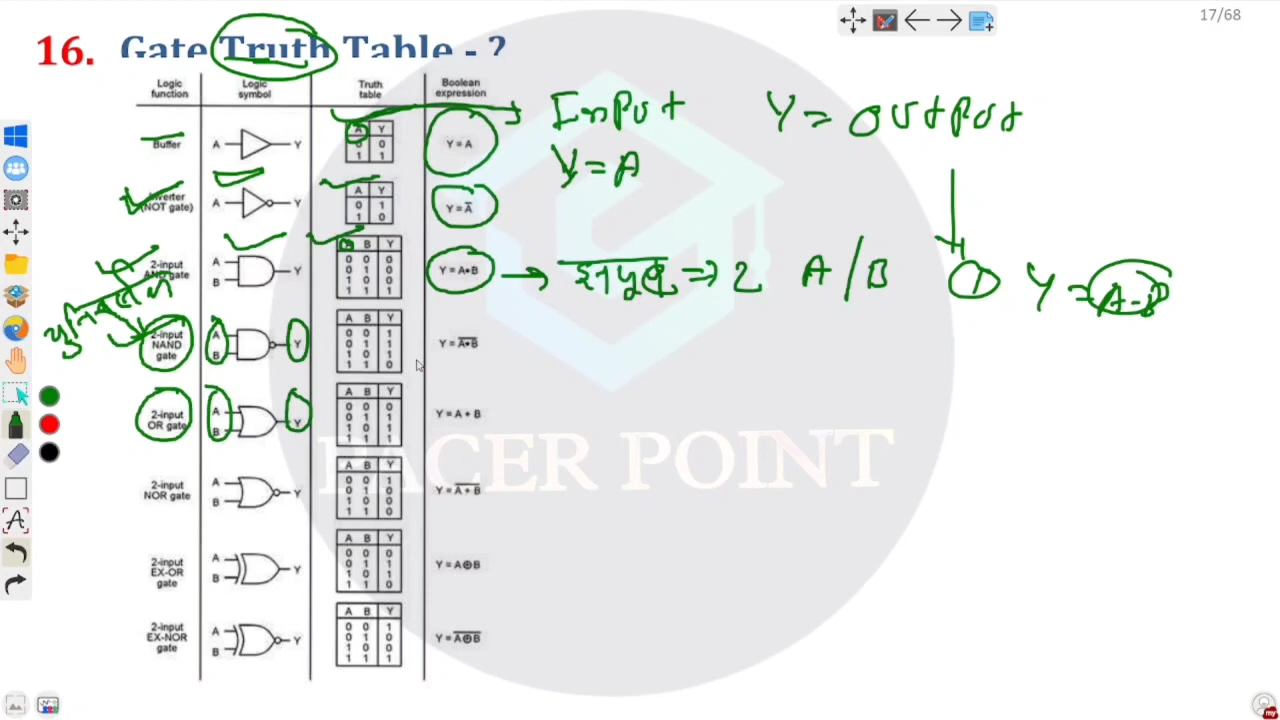 17/68
16. Gate Truth Table - ?
Logic function Logic symbol Truth table Boolean expression
Input Y = output
Buffer A Y Y = A
A Y
0 0
1 1
Y = A
Inverter (NOT gate) A Y Y = A̅
A Y
0 1
1 0
2-input AND gate A B Y Y = A•B
A B Y
0 0 0
0 1 0
1 0 0
1 1 1
⇒ 2 A / B 1 Y =
2-input NAND gate A B Y Y = A̅•̅B̅
A B Y
0 0 1
0 1 1
1 0 1
1 1 0
2-input OR gate A B Y Y = A + B
A B Y
0 0 0
0 1 1
1 0 1
1 1 1
PACER POINT
2-input NOR gate A B Y Y = A̅ ̅+̅ ̅B̅
A B Y
0 0 1
0 1 0
1 0 0
1 1 0
2-input EX-OR gate A B Y Y = A⊕B
A B Y
0 0 0
0 1 1
1 0 1
1 1 0
2-input EX-NOR gate A B Y Y = A̅⊕̅B̅
A B Y
0 0 1
0 1 0
1 0 0
1 1 1